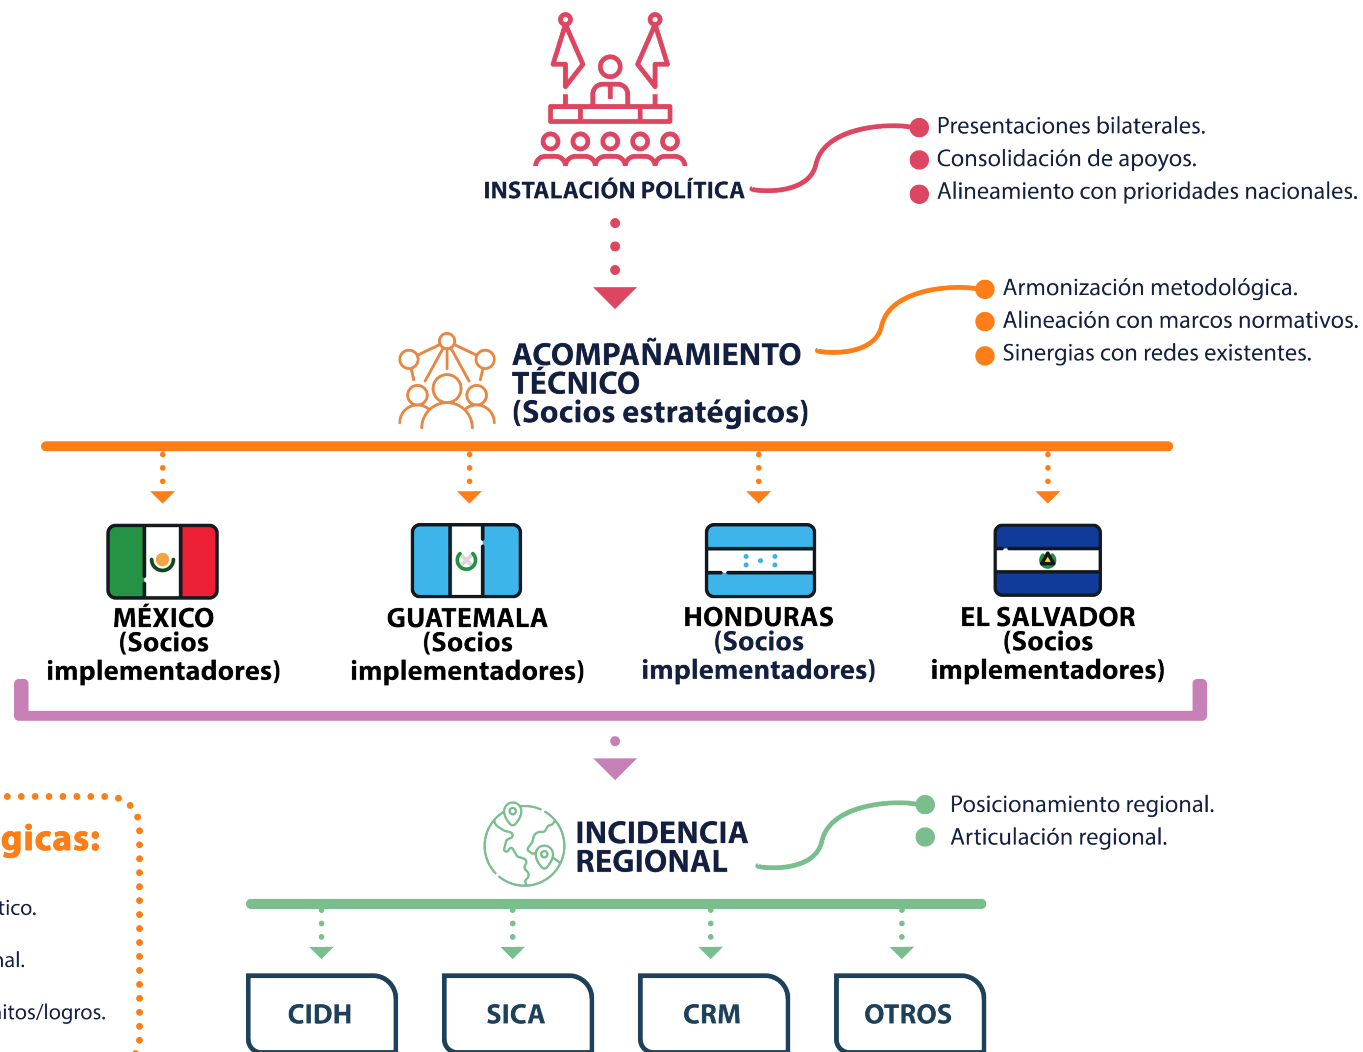 INSTALACIÓN POLÍTICA
Presentaciones bilaterales.
Consolidación de apoyos.
Alineamiento con prioridades nacionales.
ACOMPAÑAMIENTO
TÉCNICO
(Socios estratégicos)
Armonización metodológica.
Alineación con marcos normativos.
Sinergias con redes existentes.
MÉXICO
(Socios
implementadores)
GUATEMALA
(Socios
implementadores)
HONDURAS
(Socios
implementadores)
EL SALVADOR
(Socios
implementadores)
INCIDENCIA
REGIONAL
Posicionamiento regional.
Articulación regional.
CIDH
SICA
CRM
OTROS
gicas:
tico.
nal.
itos/logros.